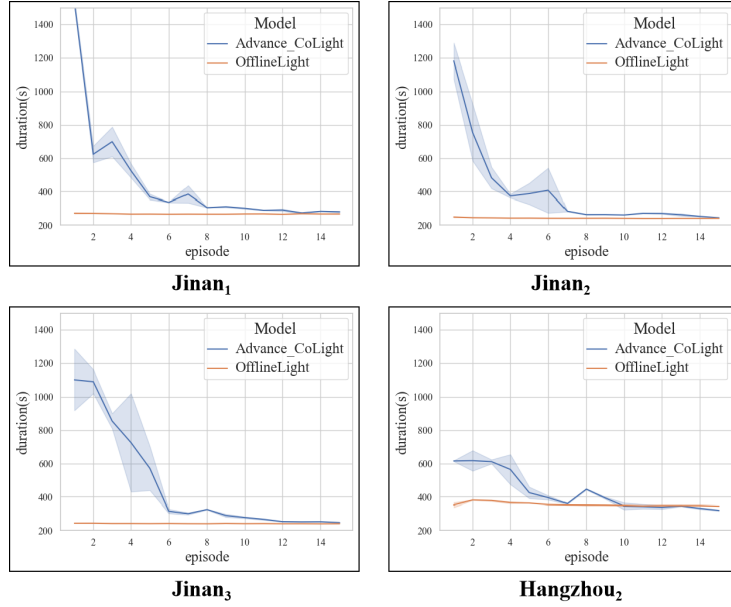 1400
1200
1000
800
600
400
200
duration(s)
Model
Advance_CoLight
OfflineLight
2 4 6 8 10 12 14
episode
Jinan1
1400
1200
1000
800
600
400
200
duration(s)
Model
Advance_CoLight
OfflineLight
2 4 6 8 10 12 14
episode
Jinan2
1400
1200
1000
800
600
400
200
duration(s)
Model
Advance_CoLight
OfflineLight
2 4 6 8 10 12 14
episode
Jinan3
1400
1200
1000
800
600
400
200
duration(s)
Model
Advance_CoLight
OfflineLight
2 4 6 8 10 12 14
episode
Hangzhou2